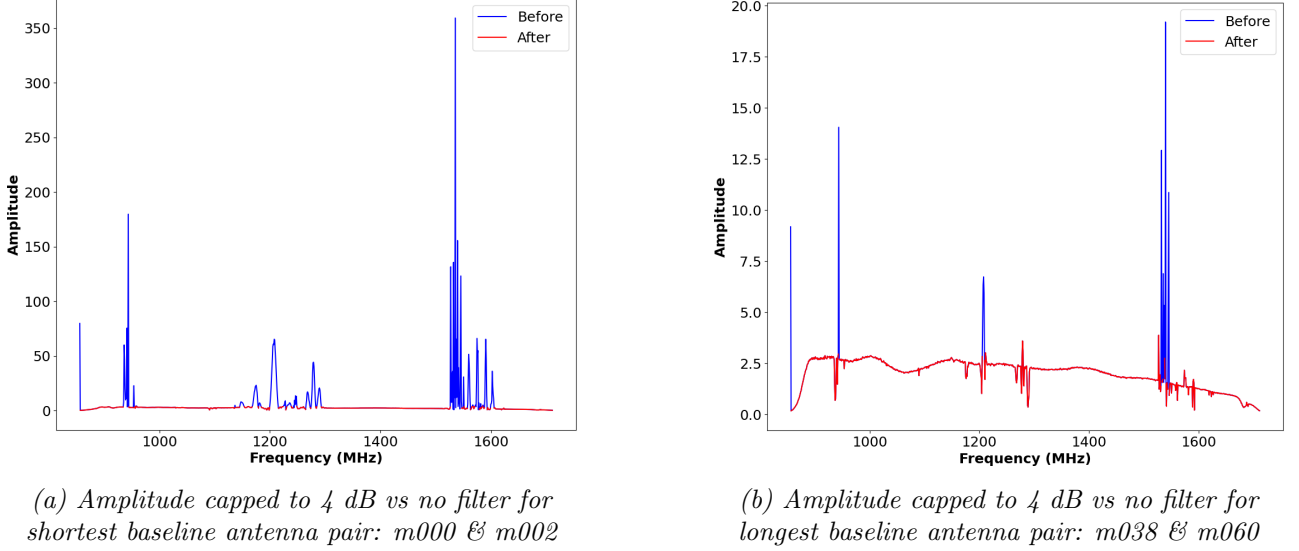 350
300
250
200
150
100
50
0
Amplitude
1000
1200
1400
1600
Frequency (MHz)
Before
After
(a) Amplitude capped to 4 dB vs no filter for
shortest baseline antenna pair: m000 & m002
20.0
17.5
15.0
12.5
10.0
7.5
5.0
2.5
0.0
Amplitude
1000
1200
1400
1600
Frequency (MHz)
Before
After
(b) Amplitude capped to 4 dB vs no filter for
longest baseline antenna pair: m038 & m060